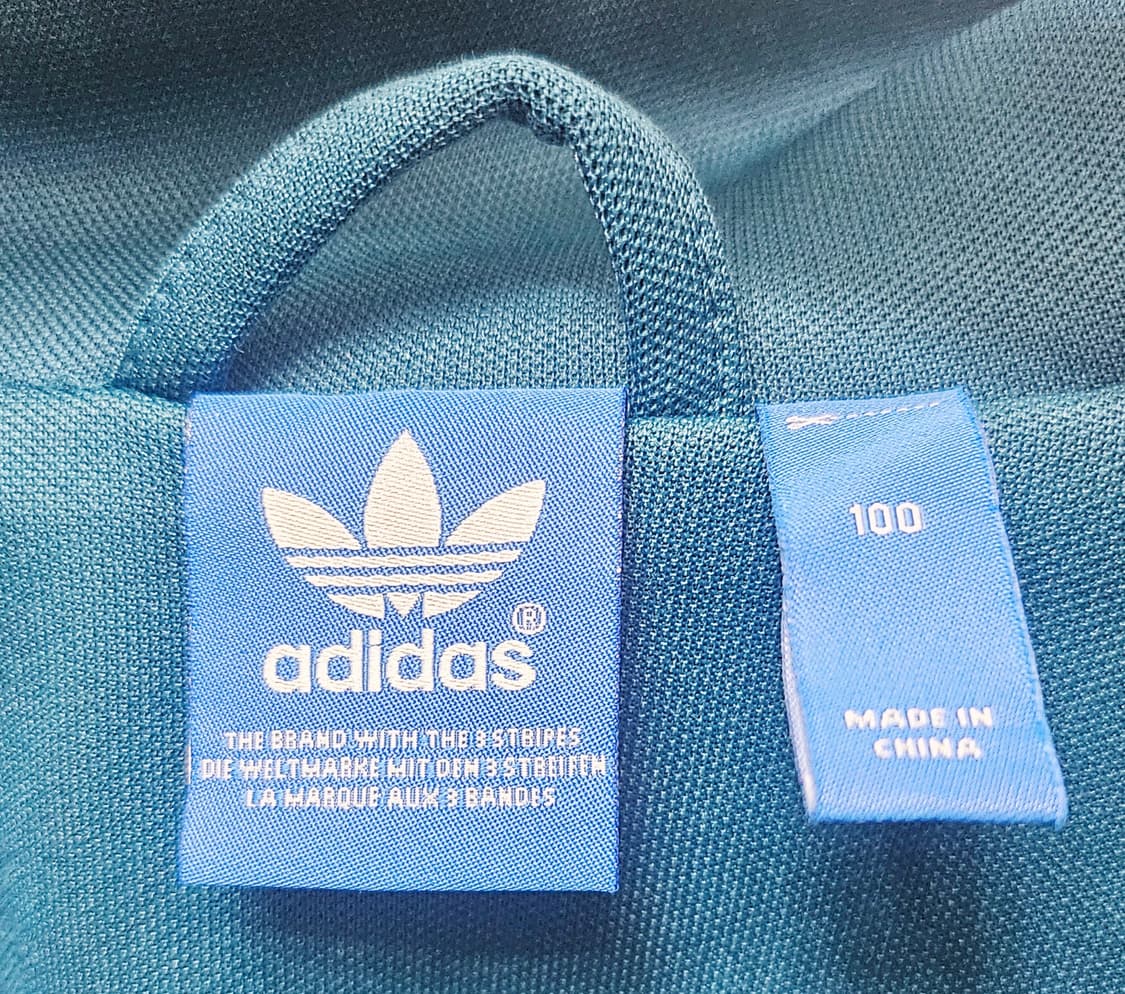 adidas®
THE BRAND WITH THE 3 STRIPES
DIE WELTMARKE MIT DEN 3 STREIFEN
LA MARQUE AUX 3 BANDES
100
MADE IN
CHINA